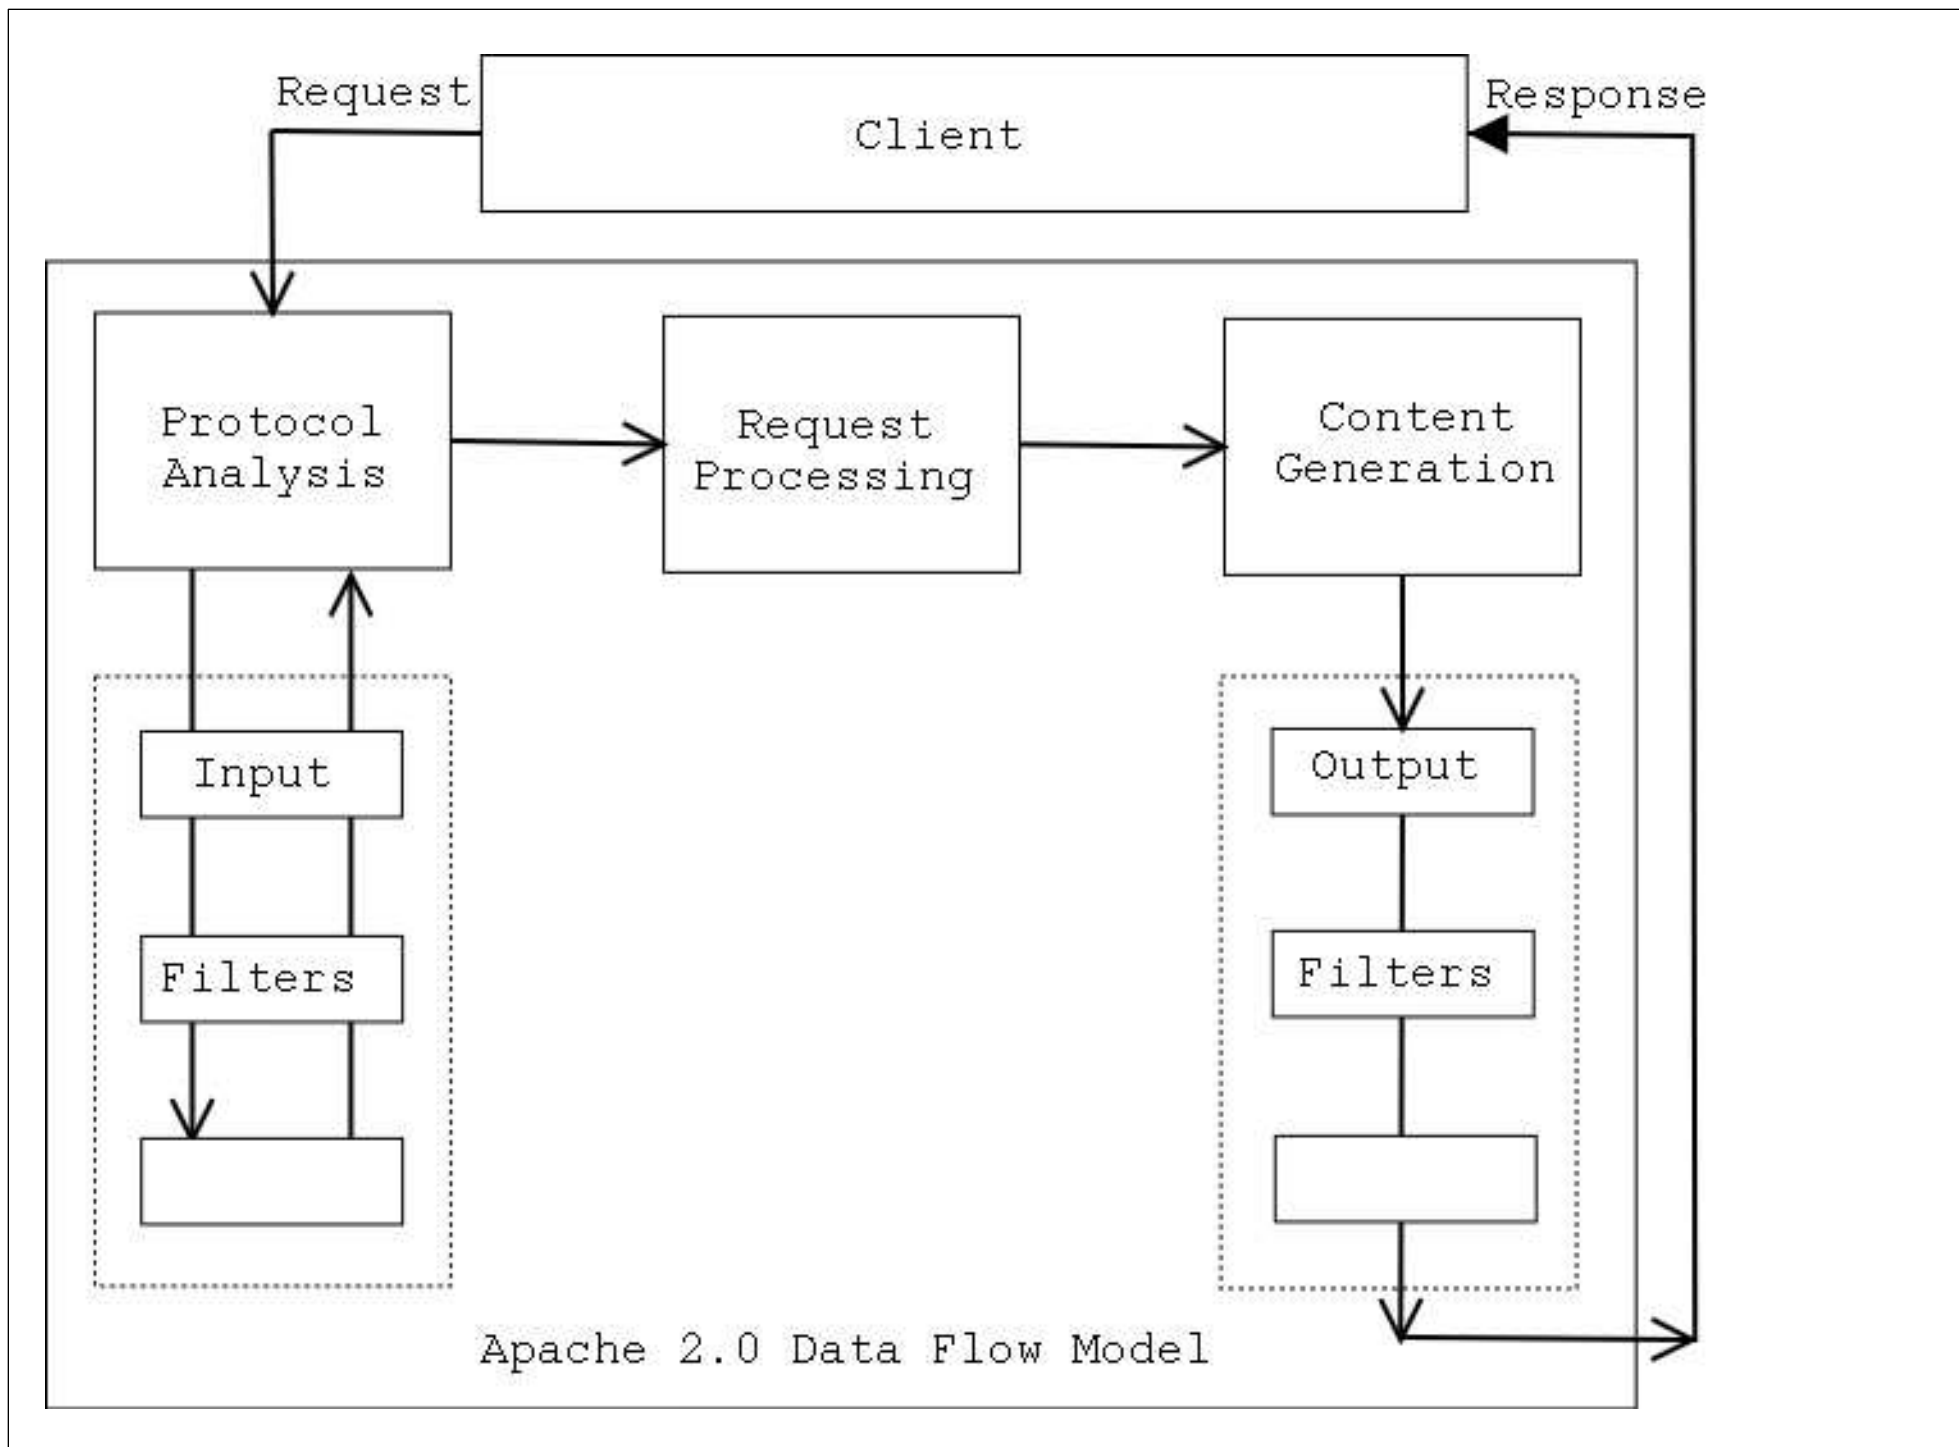 Request
Client
Response
Protocol
Analysis
Request
Processing
Content
Generation
Input
Filters
Output
Filters
Apache 2.0 Data Flow Model